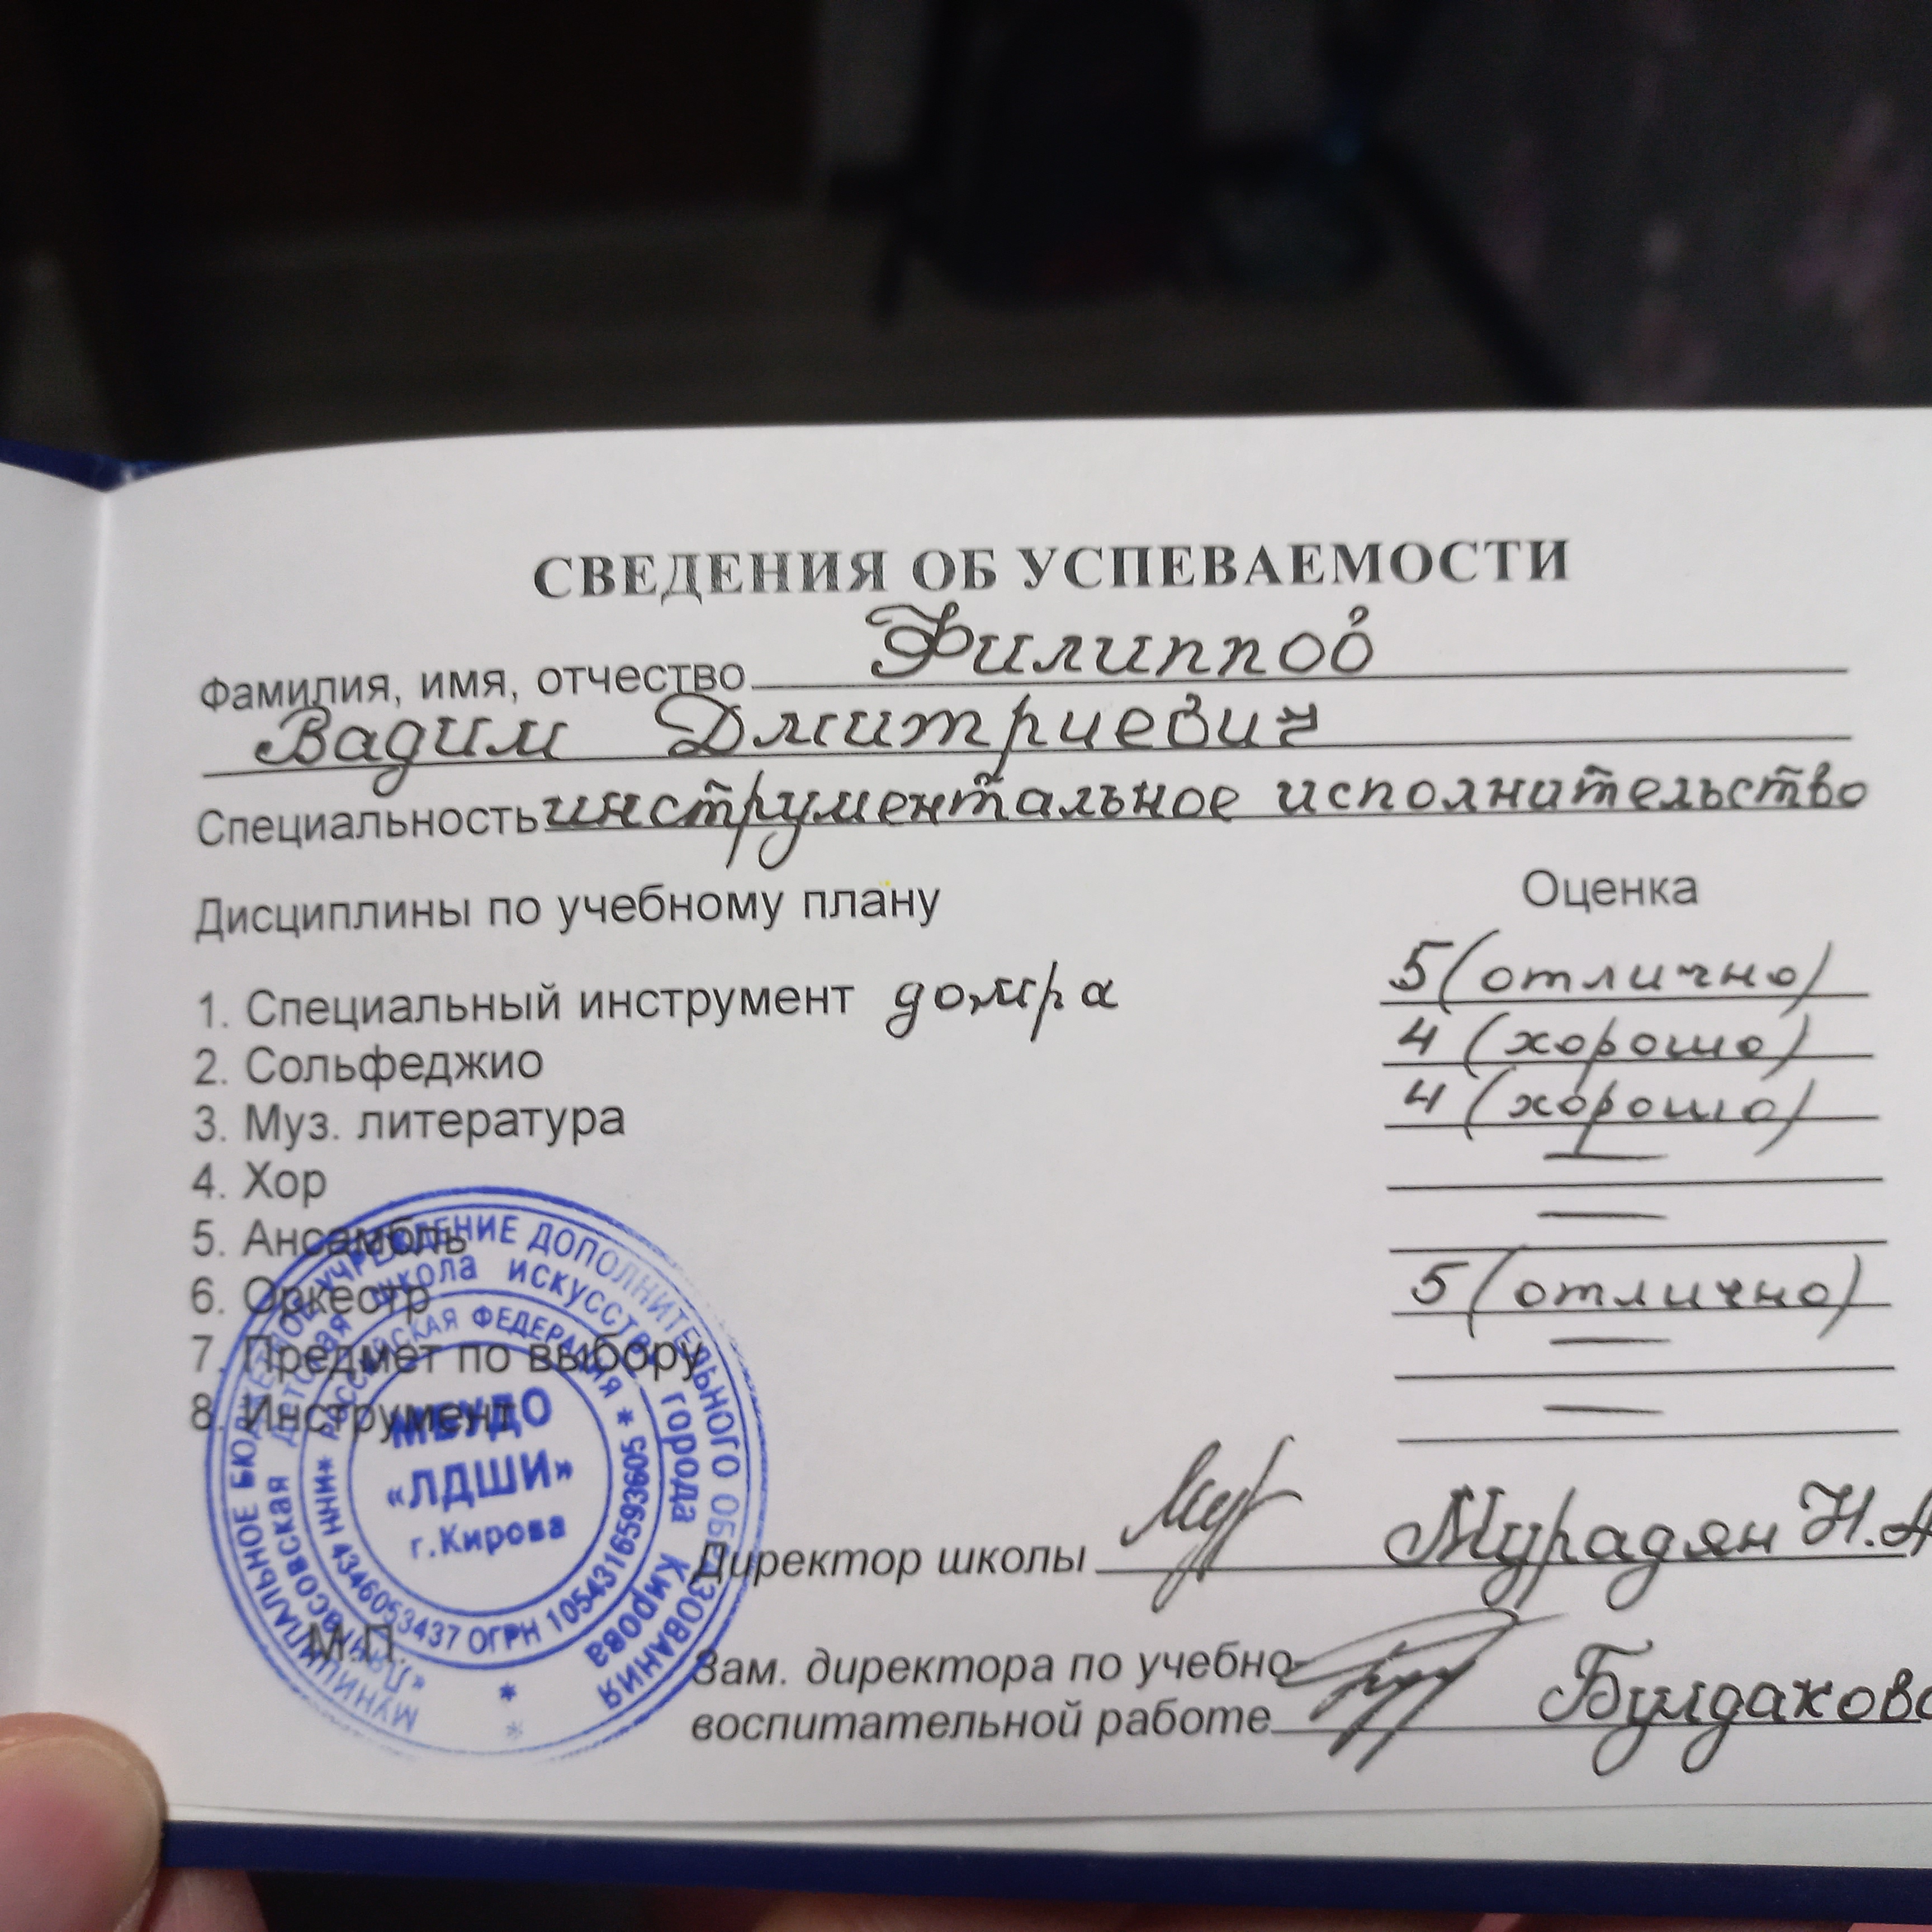 СВЕДЕНИЯ ОБ УСПЕВАЕМОСТИ
Фамилия, имя, отчество Филиппов
Вадим Дмитриевич
Специальность инструментальное исполнительство
Дисциплины по учебному плану Оценка
1. Специальный инструмент домра 5 (отлично)
2. Сольфеджио 4 (хорошо)
3. Муз. литература 4 (хорошо)
4. Хор —
5. Ансамбль —
6. Оркестр 5 (отлично)
7. Предмет по выбору —
8. Инструмент —
МУНИЦИПАЛЬНОЕ БЮДЖЕТНОЕ УЧРЕЖДЕНИЕ ДОПОЛНИТЕЛЬНОГО ОБРАЗОВАНИЯ
детская школа искусств города Кирова
РОССИЙСКАЯ ФЕДЕРАЦИЯ * ОГРН 1054316593605 * ИНН 4346053437
МБУДО
«ЛДШИ»
г.Кирова
Директор школы Мурадян Н.А
М.П.
Зам. директора по учебно-
воспитательной работе Булдакова